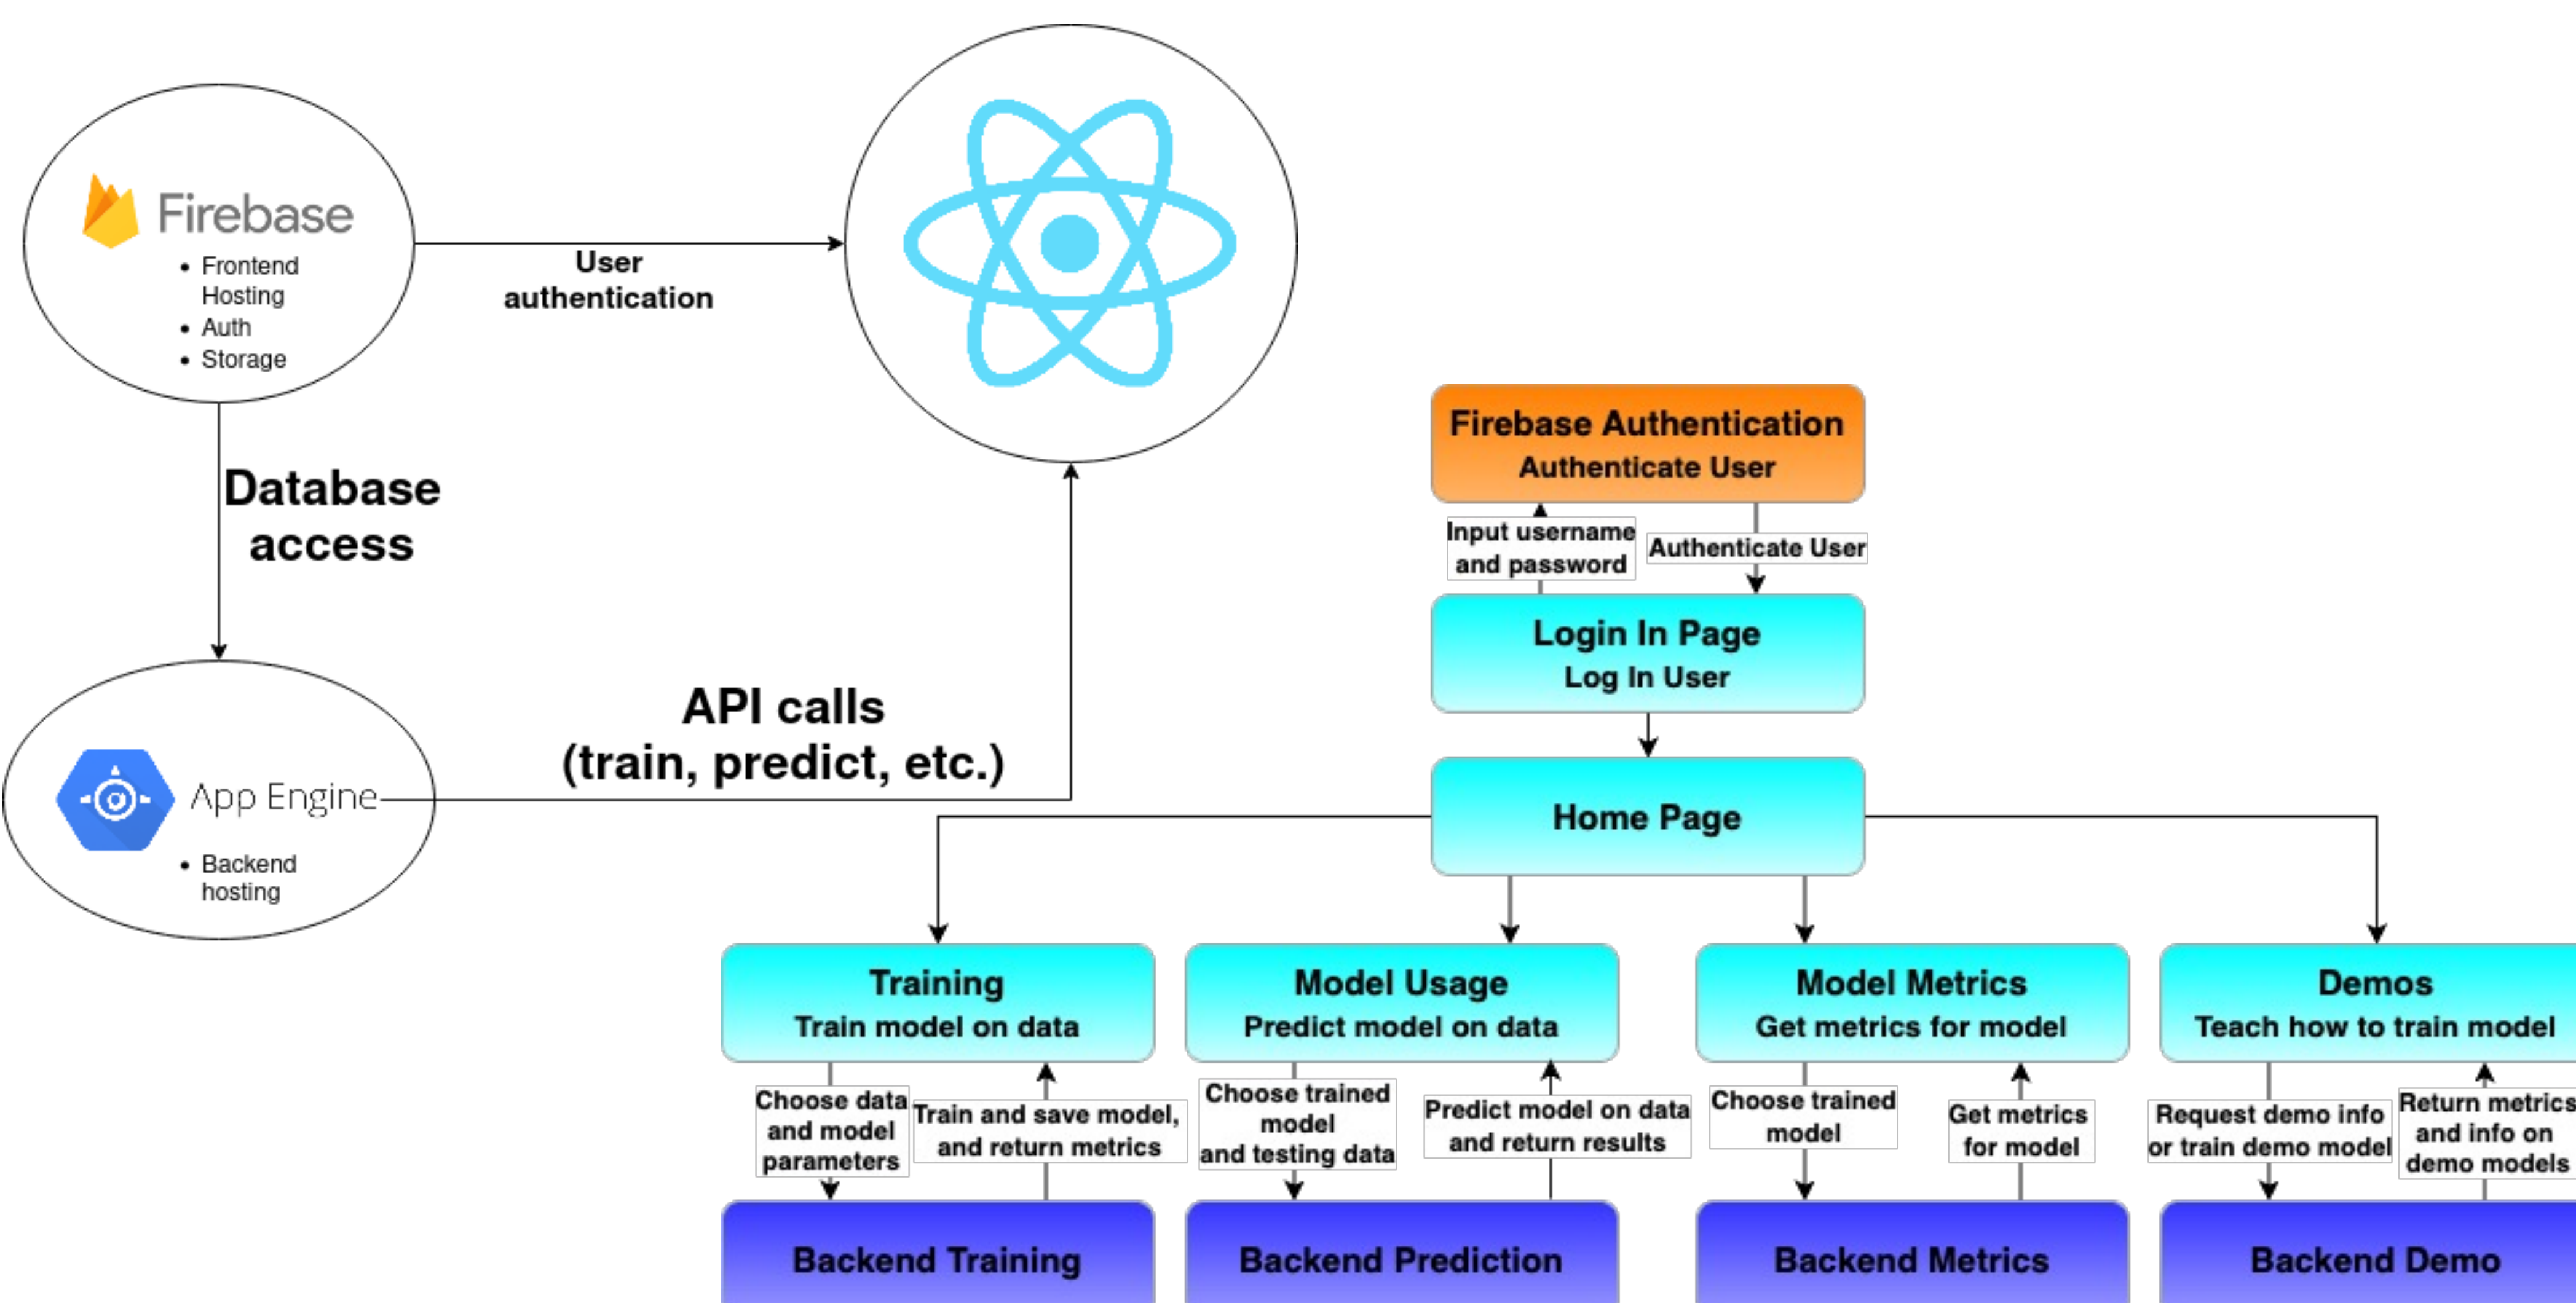 Firebase
Frontend
Hosting
Auth
Storage
User
authentication
Database
access
App Engine
Backend
hosting
API calls
(train, predict, etc.)
Firebase Authentication
Authenticate User
Input username
and password
Authenticate User
Login In Page
Log In User
Home Page
Training
Train model on data
Model Usage
Predict model on data
Model Metrics
Get metrics for model
Demos
Teach how to train model
Choose data
and model
parameters
Train and save model,
and return metrics
Choose trained
model
and testing data
Predict model on data
and return results
Choose trained
model
Get metrics
for model
Request demo info
or train demo model
Return metrics
and info on
demo models
Backend Training
Backend Prediction
Backend Metrics
Backend Demo